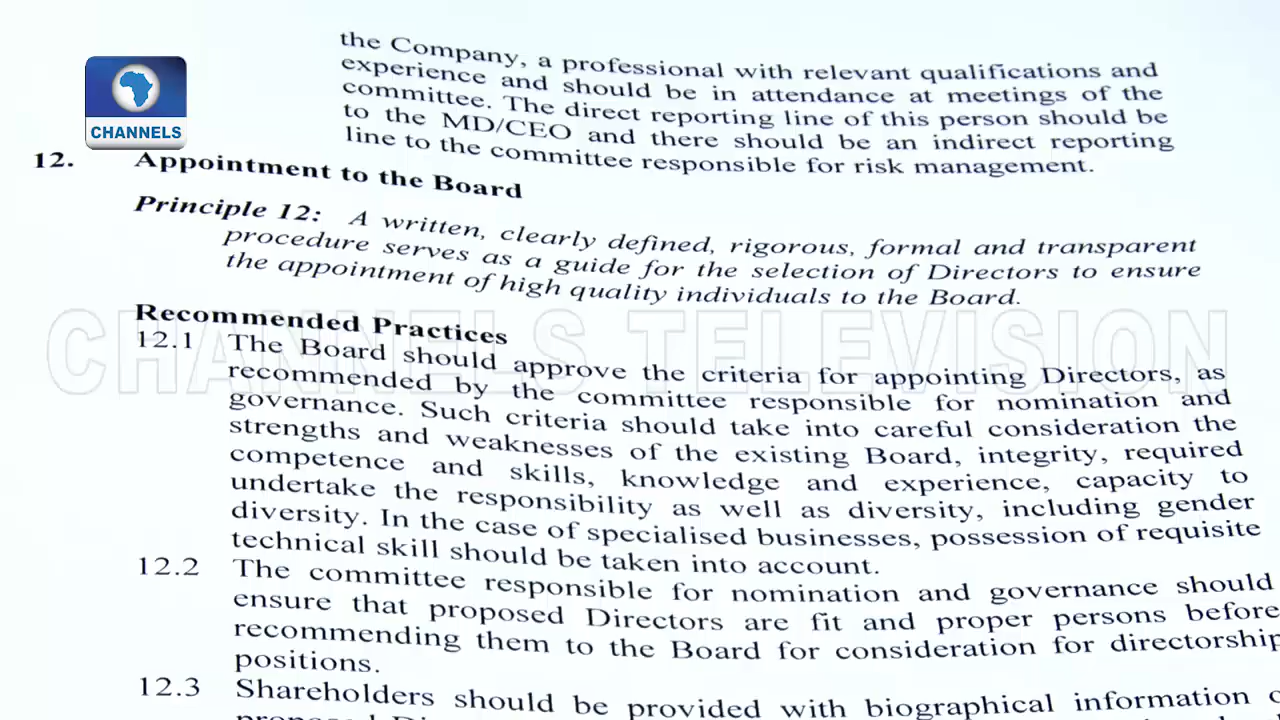 the Company, a professional with relevant qualifications and
experience and should be in attendance at meetings of the
committee. The direct reporting line of this person should be
to the MD/CEO and there should be an indirect reporting
line to the committee responsible for risk management.
CHANNELS
12. Appointment to the Board
Principle 12: A written, clearly defined, rigorous, formal and transparent
procedure serves as a guide for the selection of Directors to ensure
the appointment of high quality individuals to the Board.
CHANNELS TELEVISION
Recommended Practices
12.1 The Board should approve the criteria for appointing Directors, as
recommended by the committee responsible for nomination and
governance. Such criteria should take into careful consideration the
strengths and weaknesses of the existing Board, integrity, required
competence and skills, knowledge and experience, capacity to
undertake the responsibility as well as diversity, including gender
diversity. In the case of specialised businesses, possession of requisite
technical skill should be taken into account.
12.2 The committee responsible for nomination and governance should
ensure that proposed Directors are fit and proper persons before
recommending them to the Board for consideration for directorship
positions.
12.3 Shareholders should be provided with biographical information